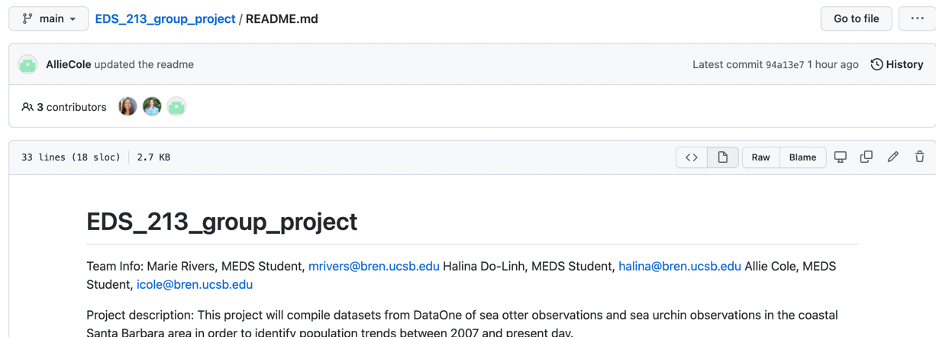 main
EDS_213_group_project / README.md
Go to file
...
AllieCole updated the readme
Latest commit 94a13e7 1 hour ago
History
3 contributors
33 lines (18 sloc)
2.7 KB
<>
Raw
Blame
EDS_213_group_project
Team Info: Marie Rivers, MEDS Student, mrivers@bren.ucsb.edu Halina Do-Linh, MEDS Student, halina@bren.ucsb.edu Allie Cole, MEDS
Student, icole@bren.ucsb.edu
Project description: This project will compile datasets from DataOne of sea otter observations and sea urchin observations in the coastal
Santa Barbara area in order to identify population trends between 2007 and present day.